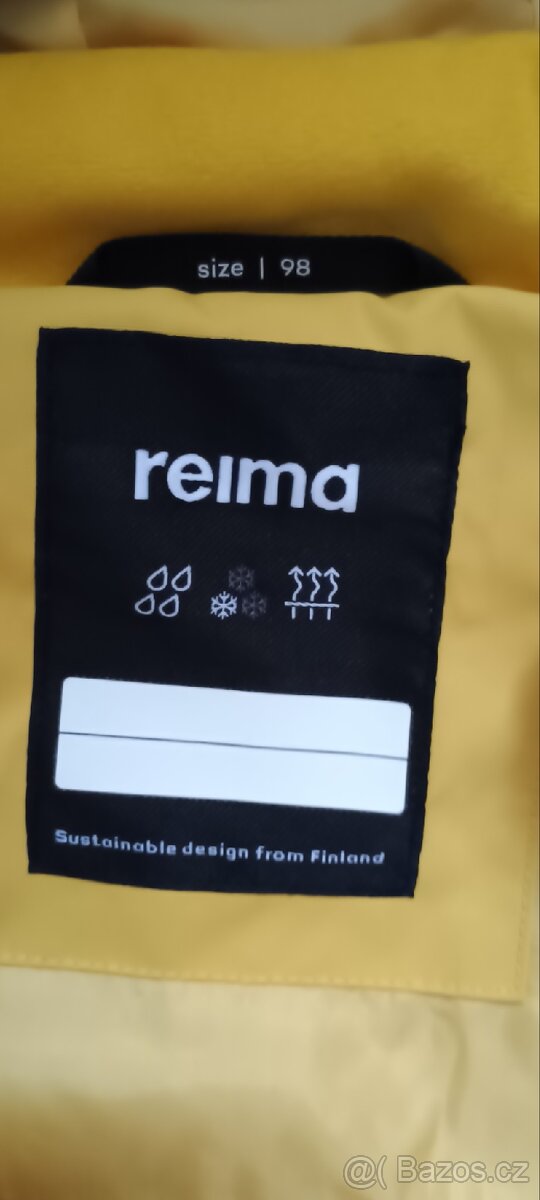 size | 98
reima
Sustainable design from Finland
@( Bazos.cz